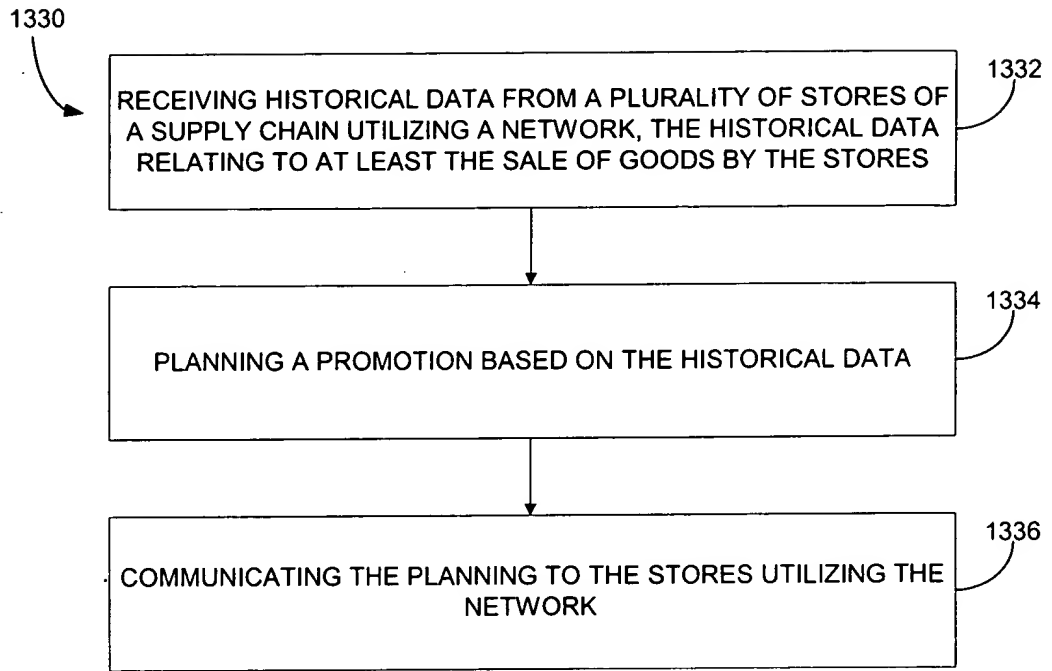 1330
1332
RECEIVING HISTORICAL DATA FROM A PLURALITY OF STORES OF
A SUPPLY CHAIN UTILIZING A NETWORK, THE HISTORICAL DATA
RELATING TO AT LEAST THE SALE OF GOODS BY THE STORES
1334
PLANNING A PROMOTION BASED ON THE HISTORICAL DATA
1336
COMMUNICATING THE PLANNING TO THE STORES UTILIZING THE
NETWORK